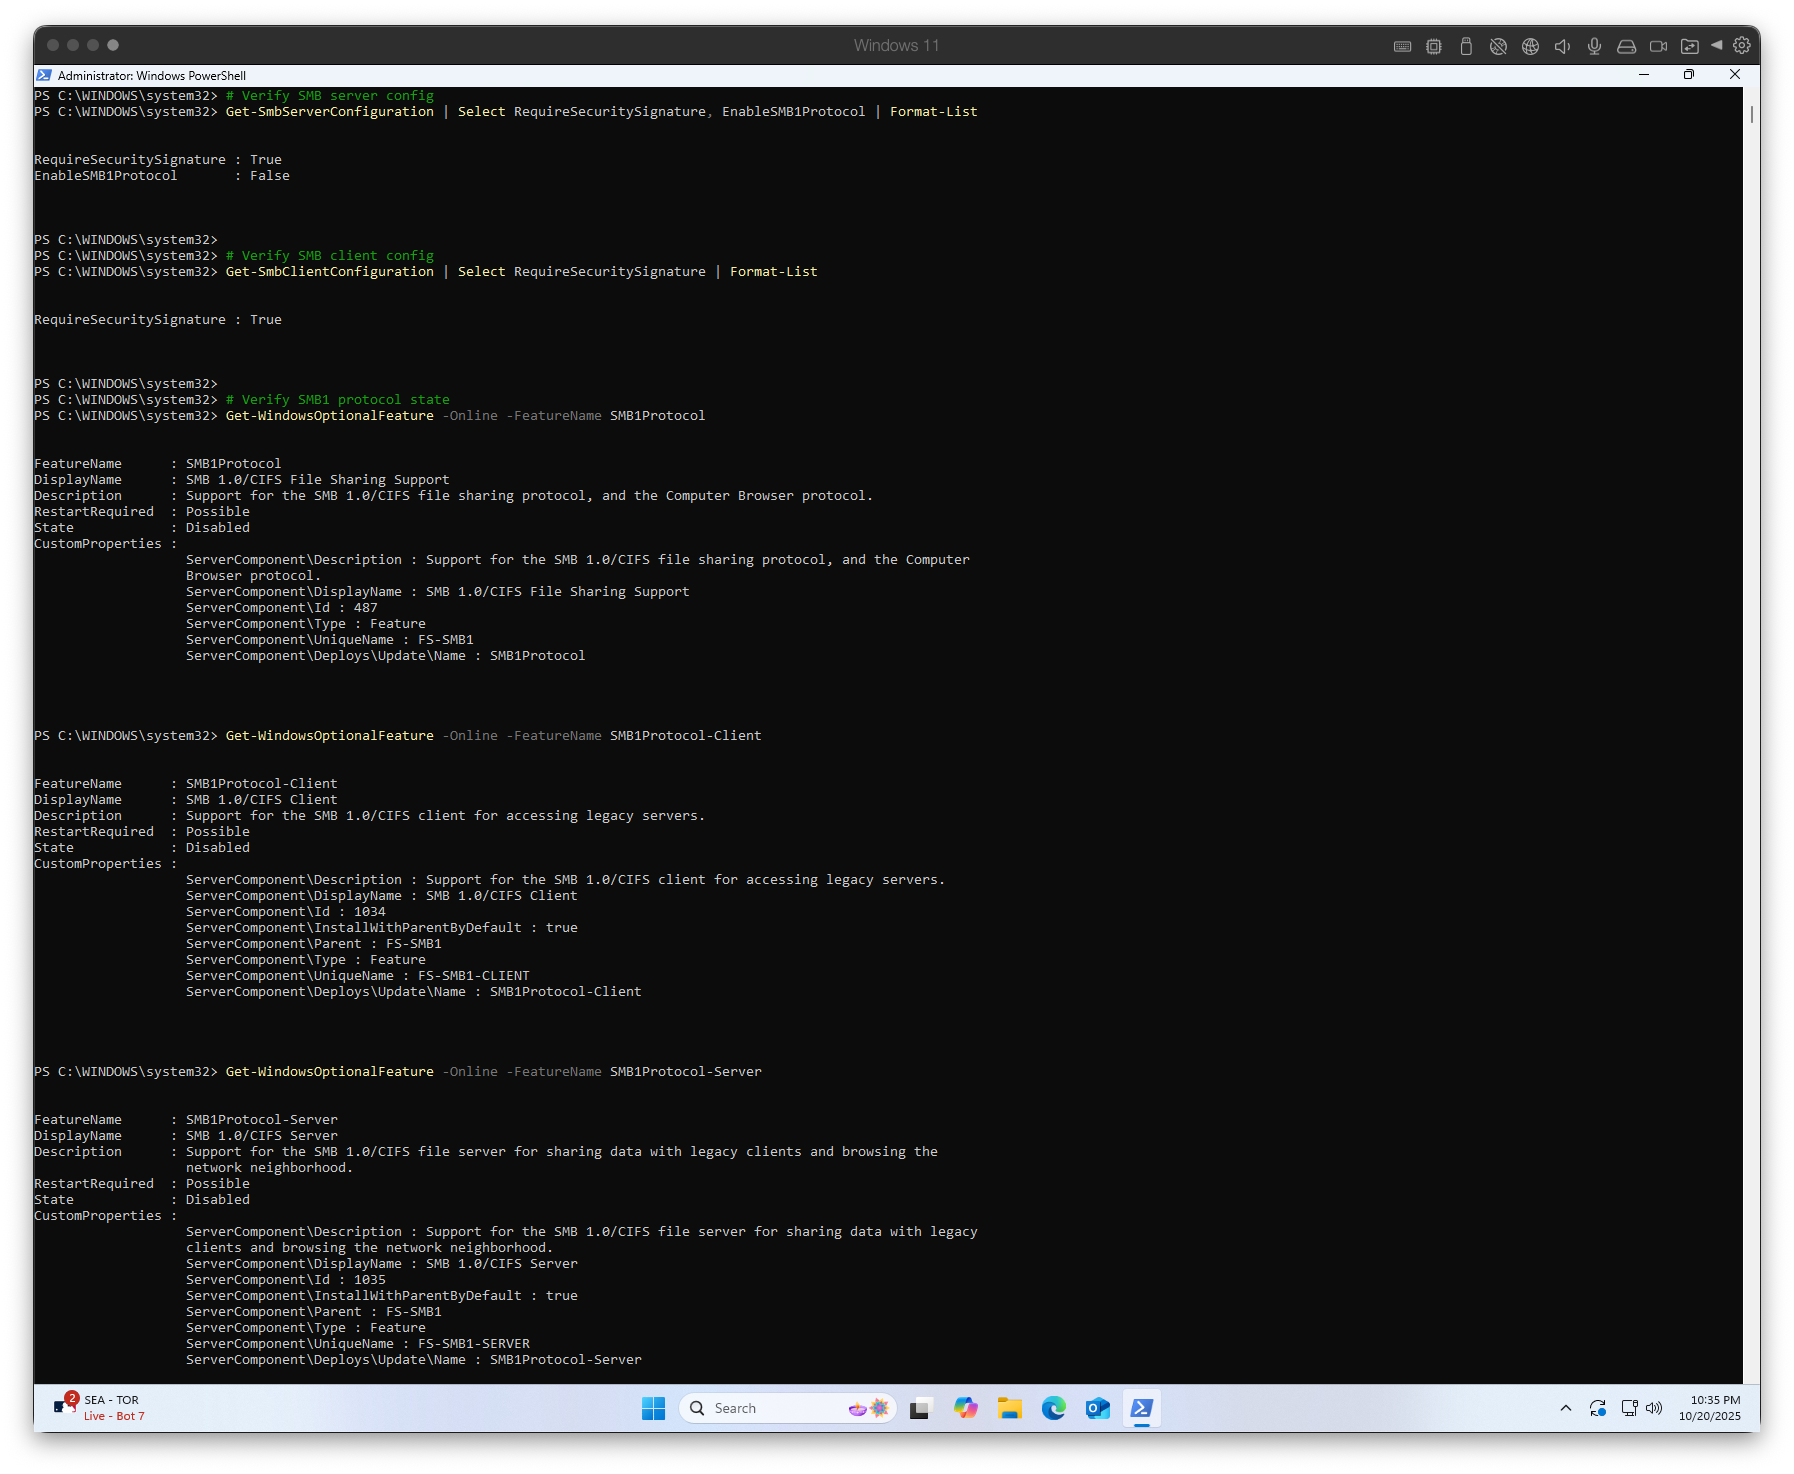 Windows 11
Administrator: Windows PowerShell
PS C:\WINDOWS\system32> # Verify SMB server config
PS C:\WINDOWS\system32> Get-SmbServerConfiguration | Select RequireSecuritySignature, EnableSMB1Protocol | Format-List
RequireSecuritySignature : True
EnableSMB1Protocol       : False
PS C:\WINDOWS\system32>
PS C:\WINDOWS\system32> # Verify SMB client config
PS C:\WINDOWS\system32> Get-SmbClientConfiguration | Select RequireSecuritySignature | Format-List
RequireSecuritySignature : True
PS C:\WINDOWS\system32>
PS C:\WINDOWS\system32> # Verify SMB1 protocol state
PS C:\WINDOWS\system32> Get-WindowsOptionalFeature -Online -FeatureName SMB1Protocol
FeatureName      : SMB1Protocol
DisplayName      : SMB 1.0/CIFS File Sharing Support
Description      : Support for the SMB 1.0/CIFS file sharing protocol, and the Computer Browser protocol.
RestartRequired  : Possible
State            : Disabled
CustomProperties :
ServerComponent\Description : Support for the SMB 1.0/CIFS file sharing protocol, and the Computer
Browser protocol.
ServerComponent\DisplayName : SMB 1.0/CIFS File Sharing Support
ServerComponent\Id : 487
ServerComponent\Type : Feature
ServerComponent\UniqueName : FS-SMB1
ServerComponent\Deploys\Update\Name : SMB1Protocol
PS C:\WINDOWS\system32> Get-WindowsOptionalFeature -Online -FeatureName SMB1Protocol-Client
FeatureName      : SMB1Protocol-Client
DisplayName      : SMB 1.0/CIFS Client
Description      : Support for the SMB 1.0/CIFS client for accessing legacy servers.
RestartRequired  : Possible
State            : Disabled
CustomProperties :
ServerComponent\Description : Support for the SMB 1.0/CIFS client for accessing legacy servers.
ServerComponent\DisplayName : SMB 1.0/CIFS Client
ServerComponent\Id : 1034
ServerComponent\InstallWithParentByDefault : true
ServerComponent\Parent : FS-SMB1
ServerComponent\Type : Feature
ServerComponent\UniqueName : FS-SMB1-CLIENT
ServerComponent\Deploys\Update\Name : SMB1Protocol-Client
PS C:\WINDOWS\system32> Get-WindowsOptionalFeature -Online -FeatureName SMB1Protocol-Server
FeatureName      : SMB1Protocol-Server
DisplayName      : SMB 1.0/CIFS Server
Description      : Support for the SMB 1.0/CIFS file server for sharing data with legacy clients and browsing the
network neighborhood.
RestartRequired  : Possible
State            : Disabled
CustomProperties :
ServerComponent\Description : Support for the SMB 1.0/CIFS file server for sharing data with legacy
clients and browsing the network neighborhood.
ServerComponent\DisplayName : SMB 1.0/CIFS Server
ServerComponent\Id : 1035
ServerComponent\InstallWithParentByDefault : true
ServerComponent\Parent : FS-SMB1
ServerComponent\Type : Feature
ServerComponent\UniqueName : FS-SMB1-SERVER
ServerComponent\Deploys\Update\Name : SMB1Protocol-Server
2
SEA - TOR
Live - Bot 7
Search
10:35 PM
10/20/2025